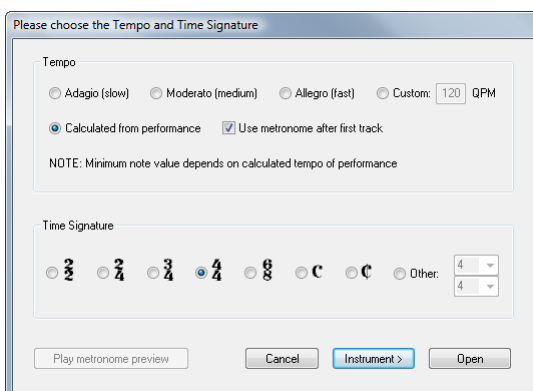 Please choose the Tempo and Time Signature
Tempo
Adagio (slow) Moderato (medium) Allegro (fast) Custom: 120 QPM
Calculated from performance Use metronome after first track
NOTE: Minimum note value depends on calculated tempo of performance
Time Signature
2/2 2/4 3/4 4/4 6/8 C ¢ Other: 4 4
Play metronome preview Cancel Instrument > Open